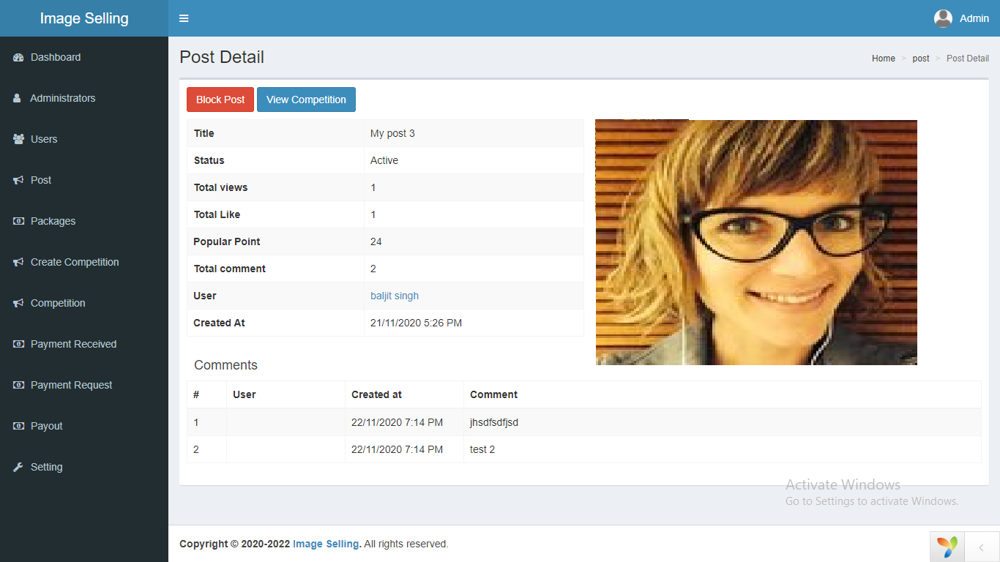 Image Selling
Admin
Dashboard
Administrators
Users
Post
Packages
Create Competition
Competition
Payment Received
Payment Request
Payout
Setting
Post Detail
Home > post > Post Detail
Block Post View Competition
Title My post 3
Status Active
Total views 1
Total Like 1
Popular Point 24
Total comment 2
User baljit singh
Created At 21/11/2020 5:26 PM
Comments
# User Created at Comment
1 22/11/2020 7:14 PM jhsdfsdfjsd
2 22/11/2020 7:14 PM test 2
Activate Windows
Go to Settings to activate Windows.
Copyright © 2020-2022 Image Selling. All rights reserved.